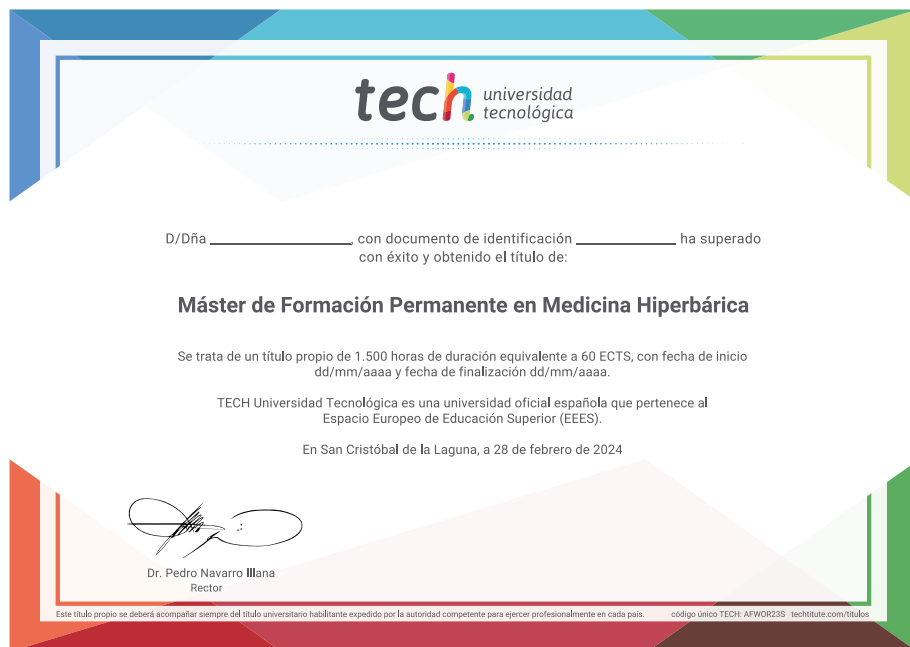 tech universidad
tecnológica
D/Dña ______________, con documento de identificación __________ ha superado
con éxito y obtenido el título de:
Máster de Formación Permanente en Medicina Hiperbárica
Se trata de un título propio de 1.500 horas de duración equivalente a 60 ECTS, con fecha de inicio
dd/mm/aaaa y fecha de finalización dd/mm/aaaa.
TECH Universidad Tecnológica es una universidad oficial española que pertenece al
Espacio Europeo de Educación Superior (EEES).
En San Cristóbal de la Laguna, a 28 de febrero de 2024
Dr. Pedro Navarro Illana
Rector
Este título propio se deberá acompañar siempre del título universitario habilitante expedido por la autoridad competente para ejercer profesionalmente en cada país. código único TECH: AFWOR23S techtitute.com/titulos